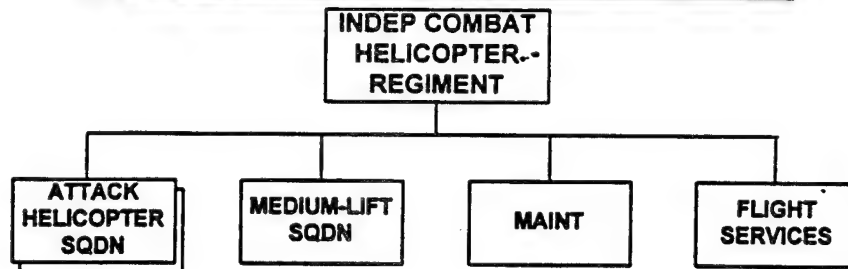 INDEP COMBAT
HELICOPTER
REGIMENT
ATTACK
HELICOPTER
SQDN
MEDIUM-LIFT
SQDN
MAINT
FLIGHT
SERVICES